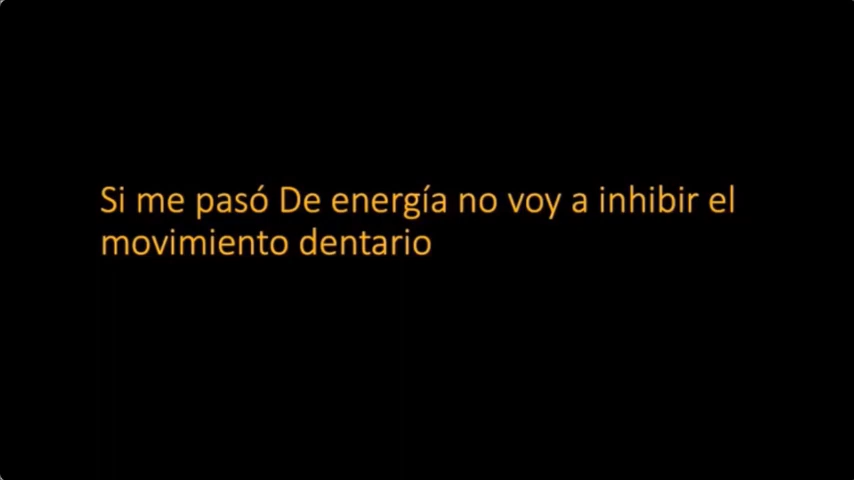 Si me pasó De energía no voy a inhibir el
movimiento dentario